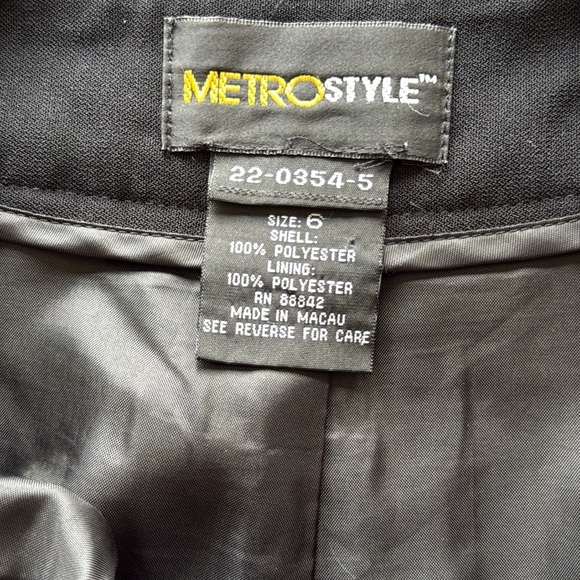 METROSTYLE™
22-0354-5
SIZE: 6
SHELL:
100% POLYESTER
LINING:
100% POLYESTER
RN 88842
MADE IN MACAU
SEE REVERSE FOR CARE